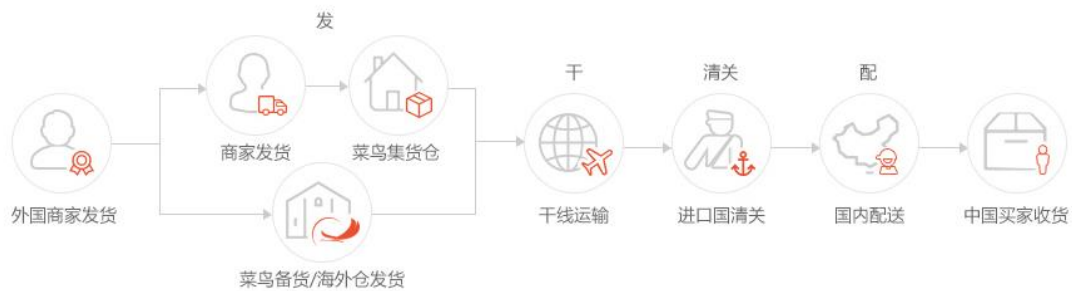 发
干
清关
配
商家发货
菜鸟集货仓
外国商家发货
干线运输
进口国清关
国内配送
中国买家收货
菜鸟备货/海外仓发货